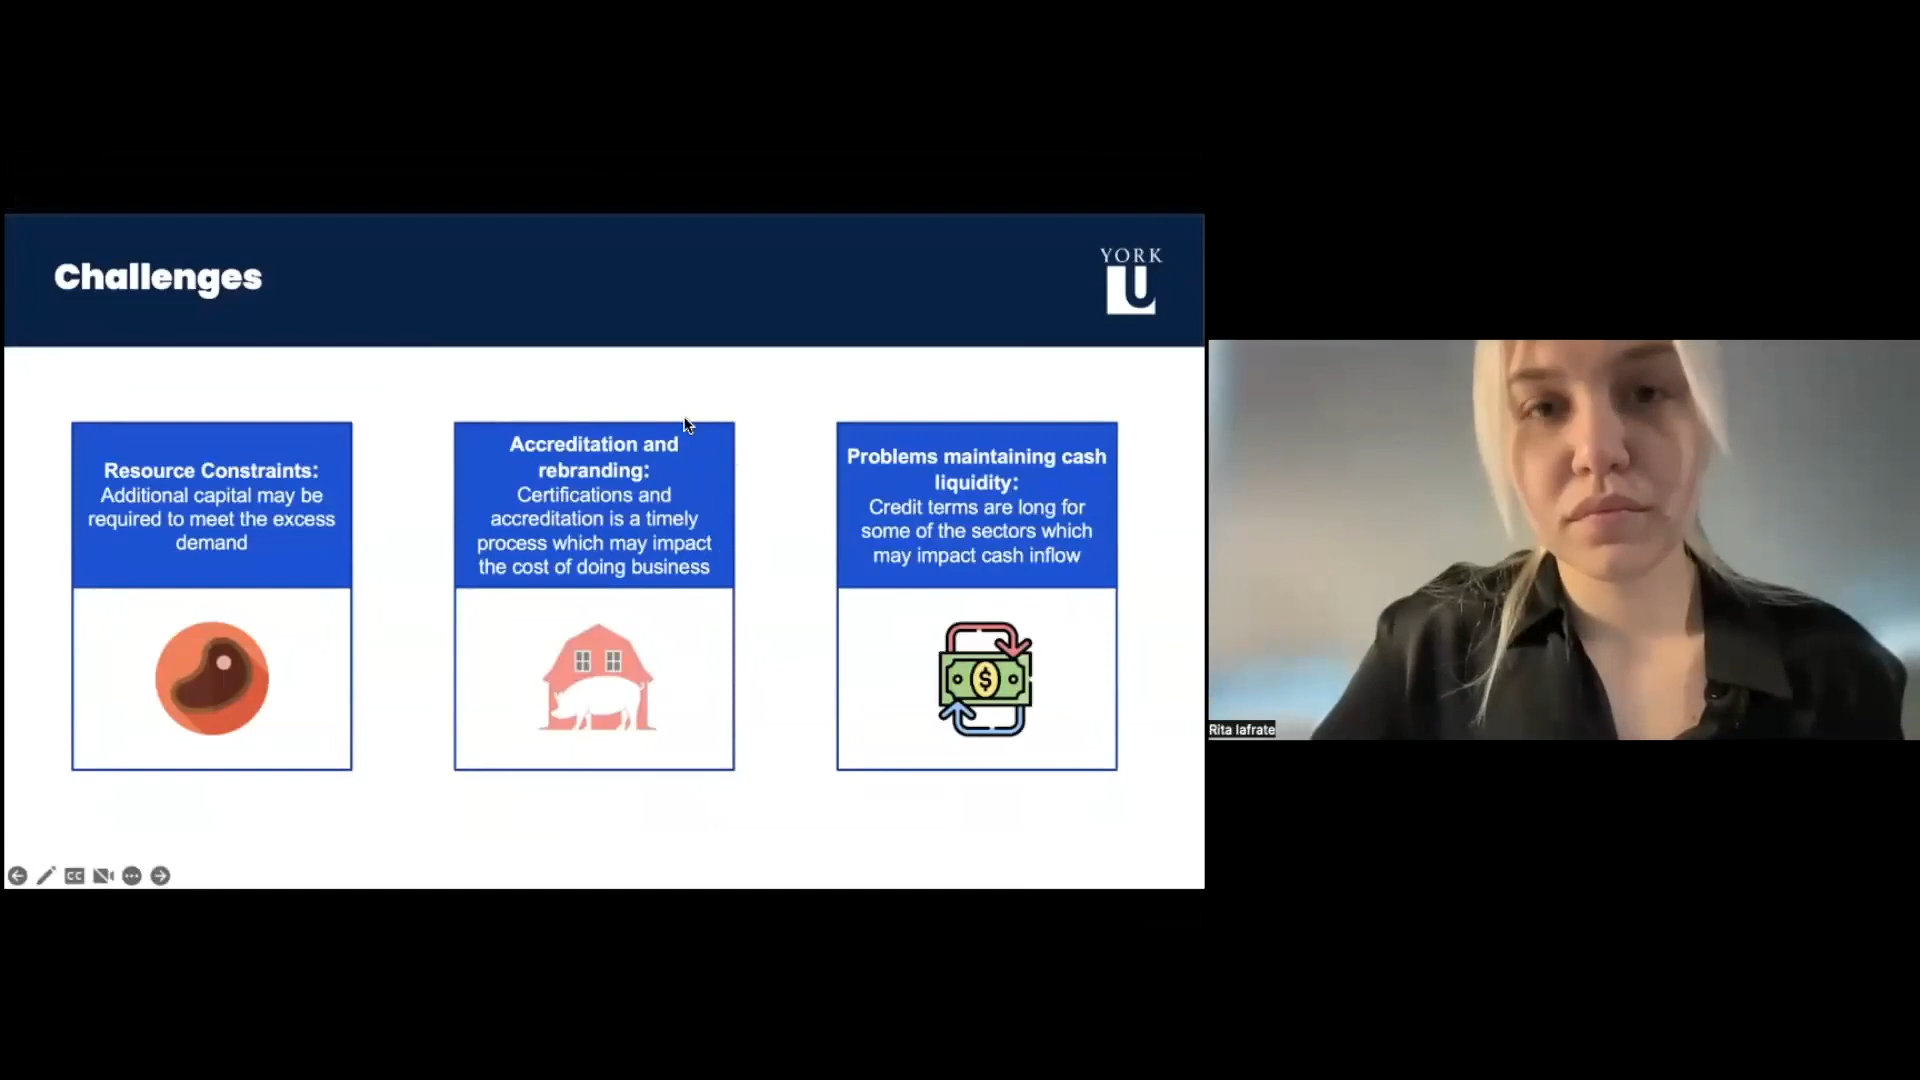 Challenges
YORK
U
Resource Constraints:
Additional capital may be
required to meet the excess
demand
Accreditation and
rebranding:
Certifications and
accreditation is a timely
process which may impact
the cost of doing business
Problems maintaining cash
liquidity:
Credit terms are long for
some of the sectors which
may impact cash inflow
$
CC
Rita Iafrate